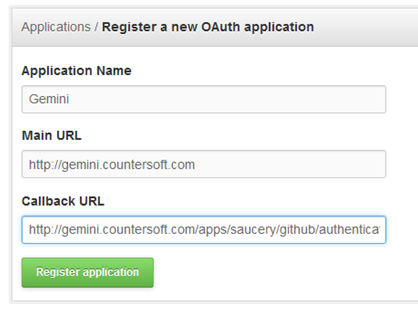 Applications / Register a new OAuth application
Application Name
Gemini
Main URL
http://gemini.countersoft.com
Callback URL
http://gemini.countersoft.com/apps/saucery/github/authentica
Register application